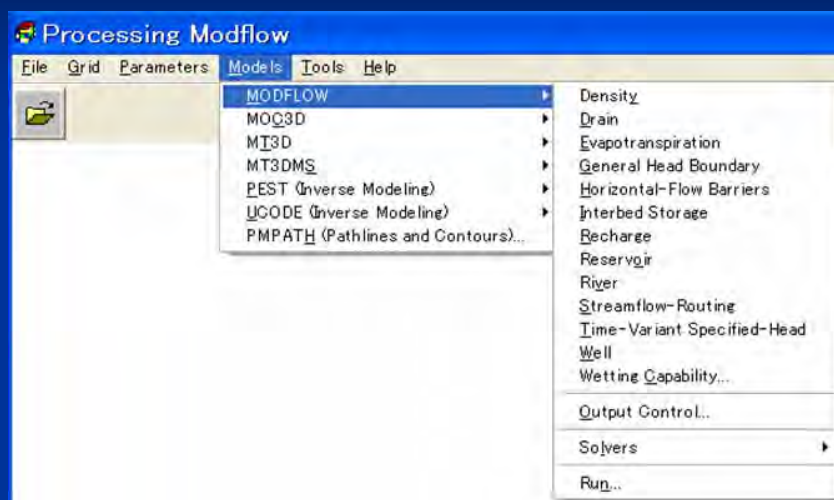 Processing Modflow
File Grid Parameters Models Tools Help
MODFLOW
MOC3D
MT3D
MT3DMS
PEST (Inverse Modeling)
UCODE (Inverse Modeling)
PMPATH (Pathlines and Contours)...
Density
Drain
Evapotranspiration
General Head Boundary
Horizontal-Flow Barriers
Interbed Storage
Recharge
Reservoir
River
Streamflow-Routing
Time-Variant Specified-Head
Well
Wetting Capability...
Output Control...
Solvers
Run...